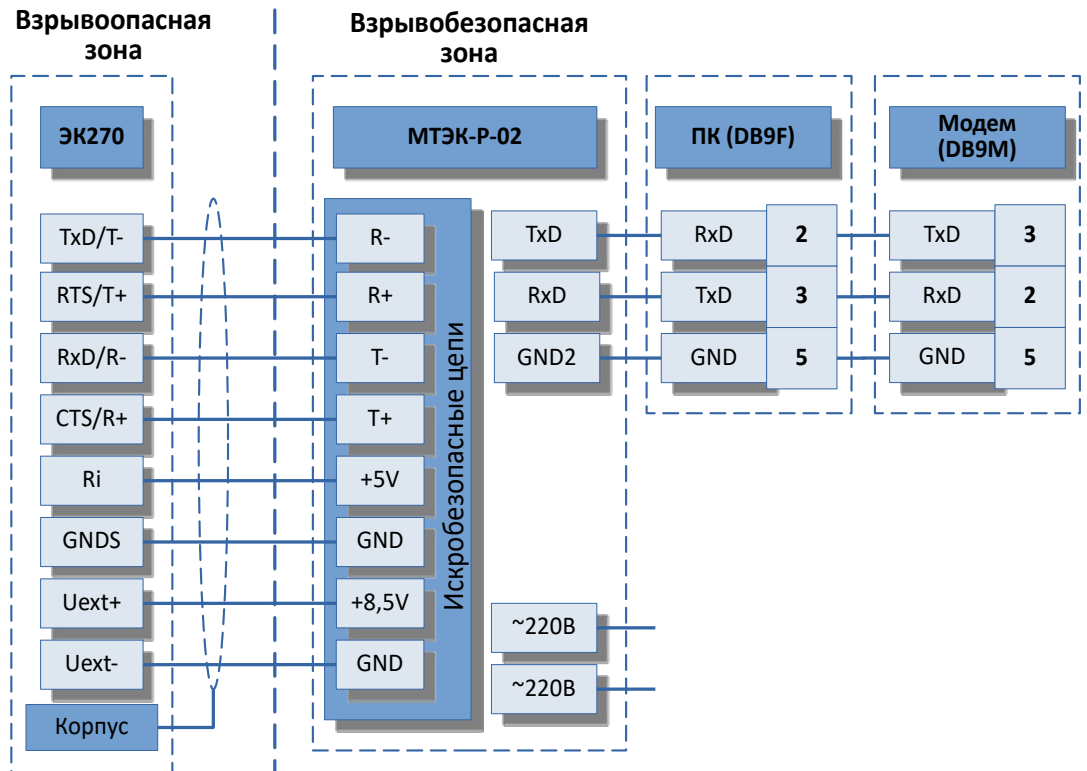 Взрывоопасная
зона
Взрывобезопасная
зона
ЭК270
МТЭК-Р-02
ПК (DB9F)
Модем
(DB9M)
TxD/T-
R-
TxD
RxD
2
TxD
3
RTS/T+
R+
RxD
TxD
3
RxD
2
RxD/R-
T-
GND2
GND
5
GND
5
CTS/R+
T+
Ri
+5V
GNDS
GND
Uext+
+8,5V
~220В
Uext-
GND
~220В
Корпус
Искробезопасные цепи